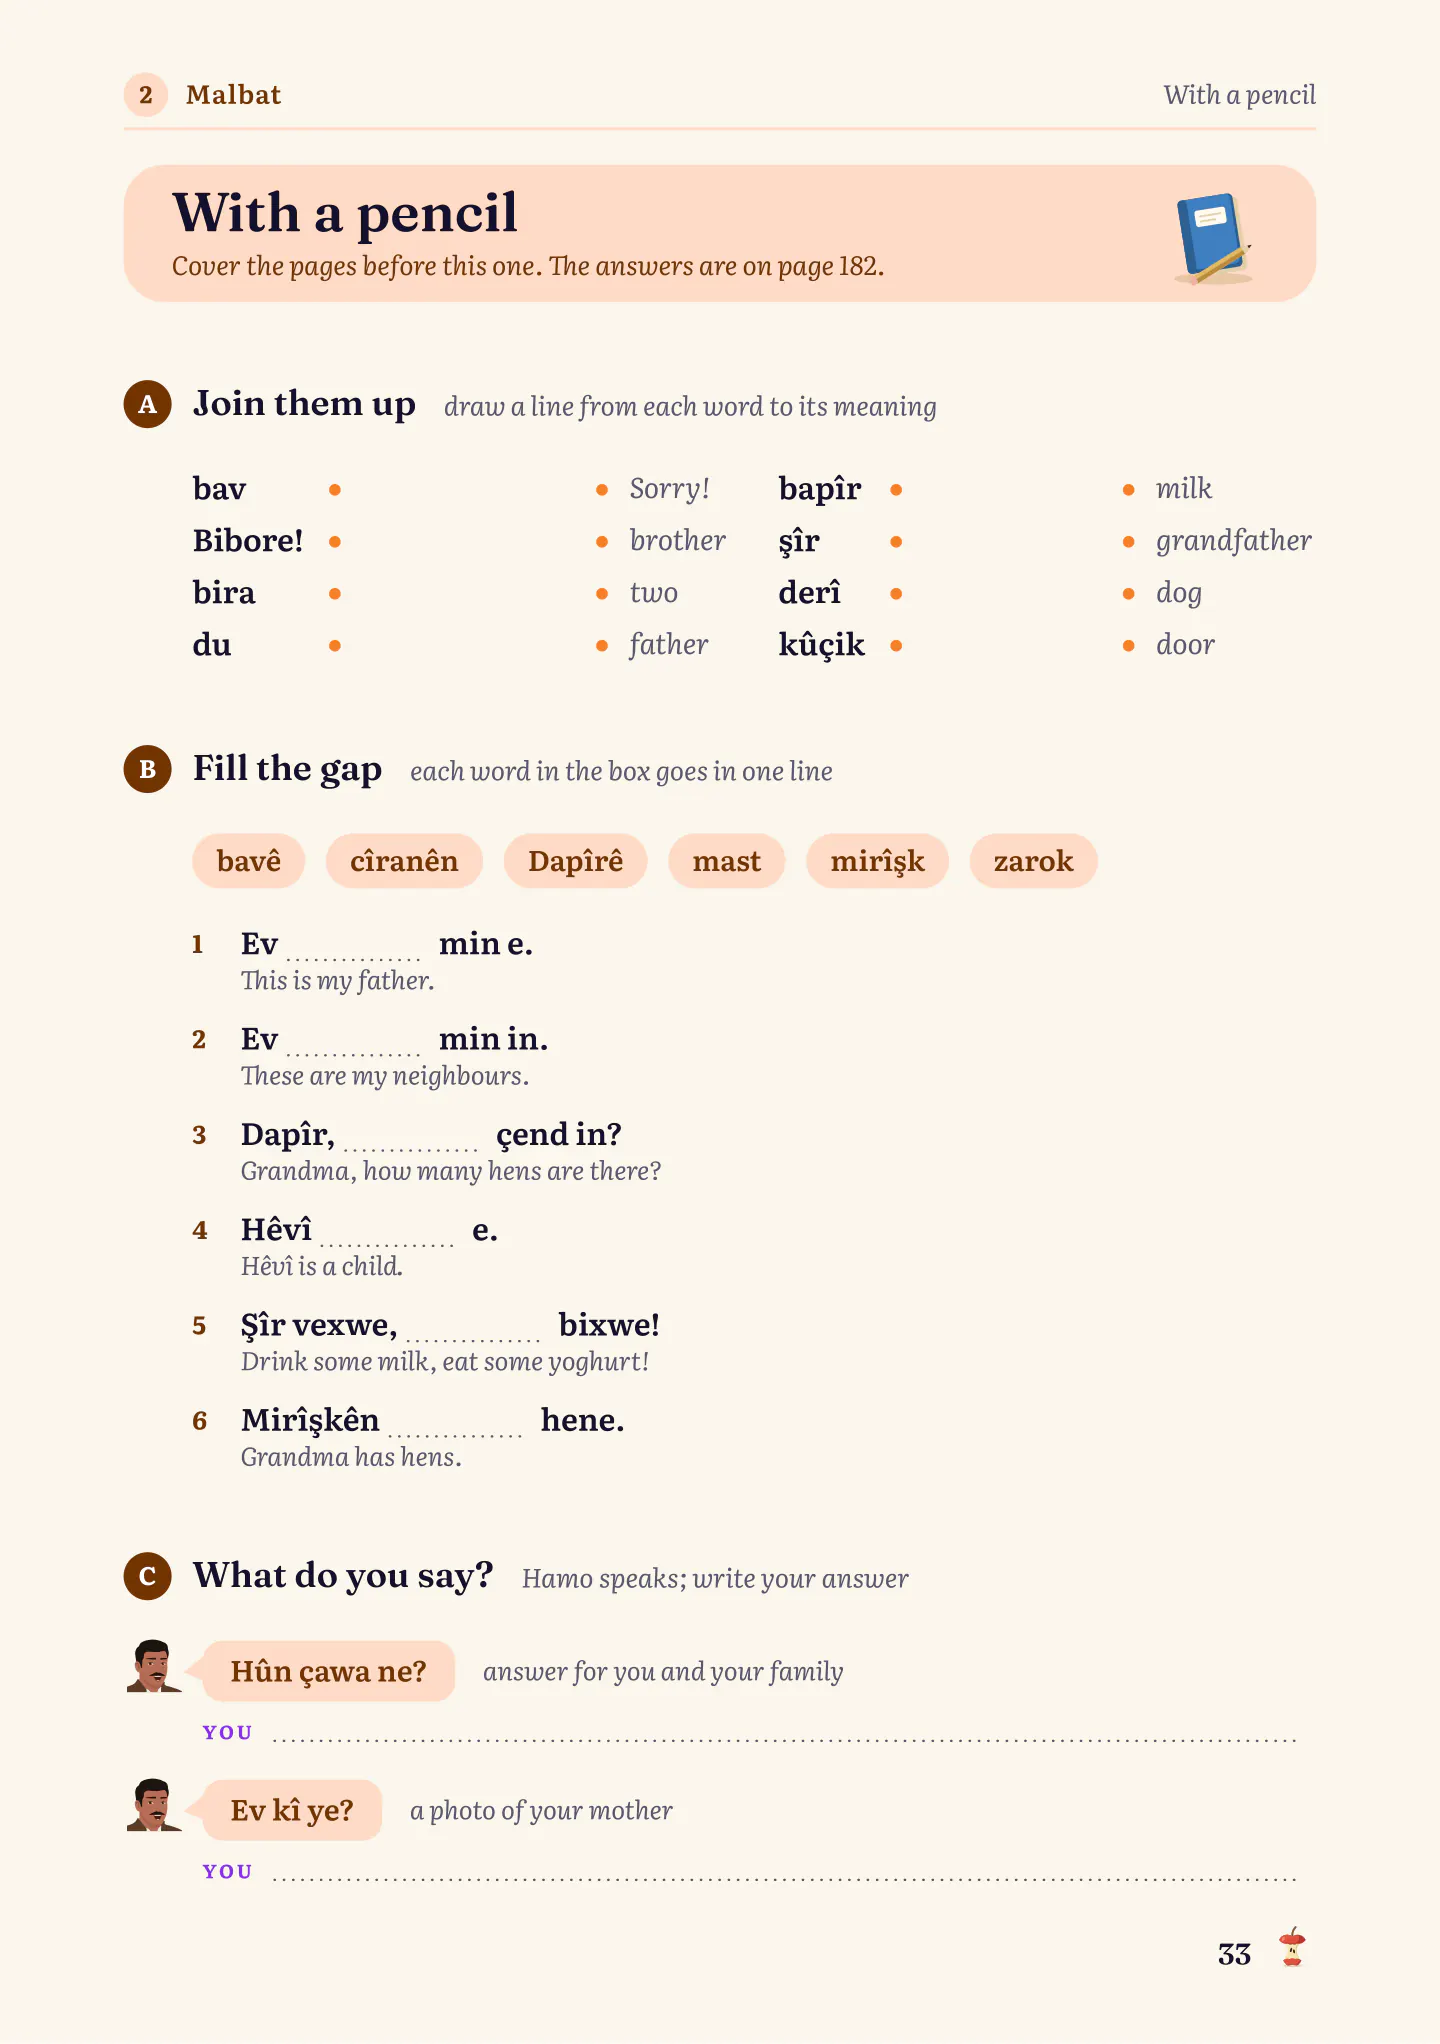 2 Malbat
With a pencil
With a pencil
Cover the pages before this one. The answers are on page 182.
A Join them up draw a line from each word to its meaning
bav • • Sorry! bapîr • • milk
Bibore! • • brother şîr • • grandfather
bira • • two derî • • dog
du • • father kûçik • • door
B Fill the gap each word in the box goes in one line
bavê cîranên Dapîrê mast mirîşk zarok
1 Ev ............... min e.
This is my father.
2 Ev ............... min in.
These are my neighbours.
3 Dapîr, ............... çend in?
Grandma, how many hens are there?
4 Hêvî ............... e.
Hêvî is a child.
5 Şîr vexwe, ............... bixwe!
Drink some milk, eat some yoghurt!
6 Mirîşkên ............... hene.
Grandma has hens.
C What do you say? Hamo speaks; write your answer
Hûn çawa ne? answer for you and your family
YOU ...............
Ev kî ye? a photo of your mother
YOU ...............
33